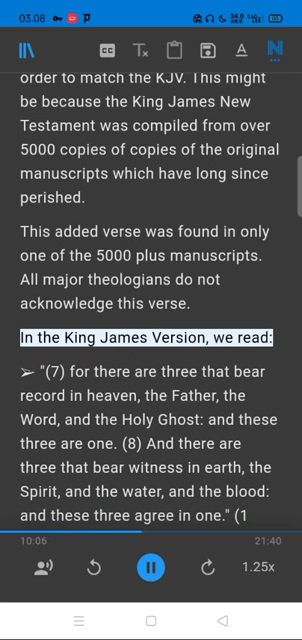 03.08
CC
order to match the KJV. This might
be because the King James New
Testament was compiled from over
5000 copies of copies of the original
manuscripts which have long since
perished.
This added verse was found in only
one of the 5000 plus manuscripts.
All major theologians do not
acknowledge this verse.
In the King James Version, we read:
➢ "(7) for there are three that bear
record in heaven, the Father, the
Word, and the Holy Ghost: and these
three are one. (8) And there are
three that bear witness in earth, the
Spirit, and the water, and the blood:
and these three agree in one." (1
10:06
21:40
1.25x